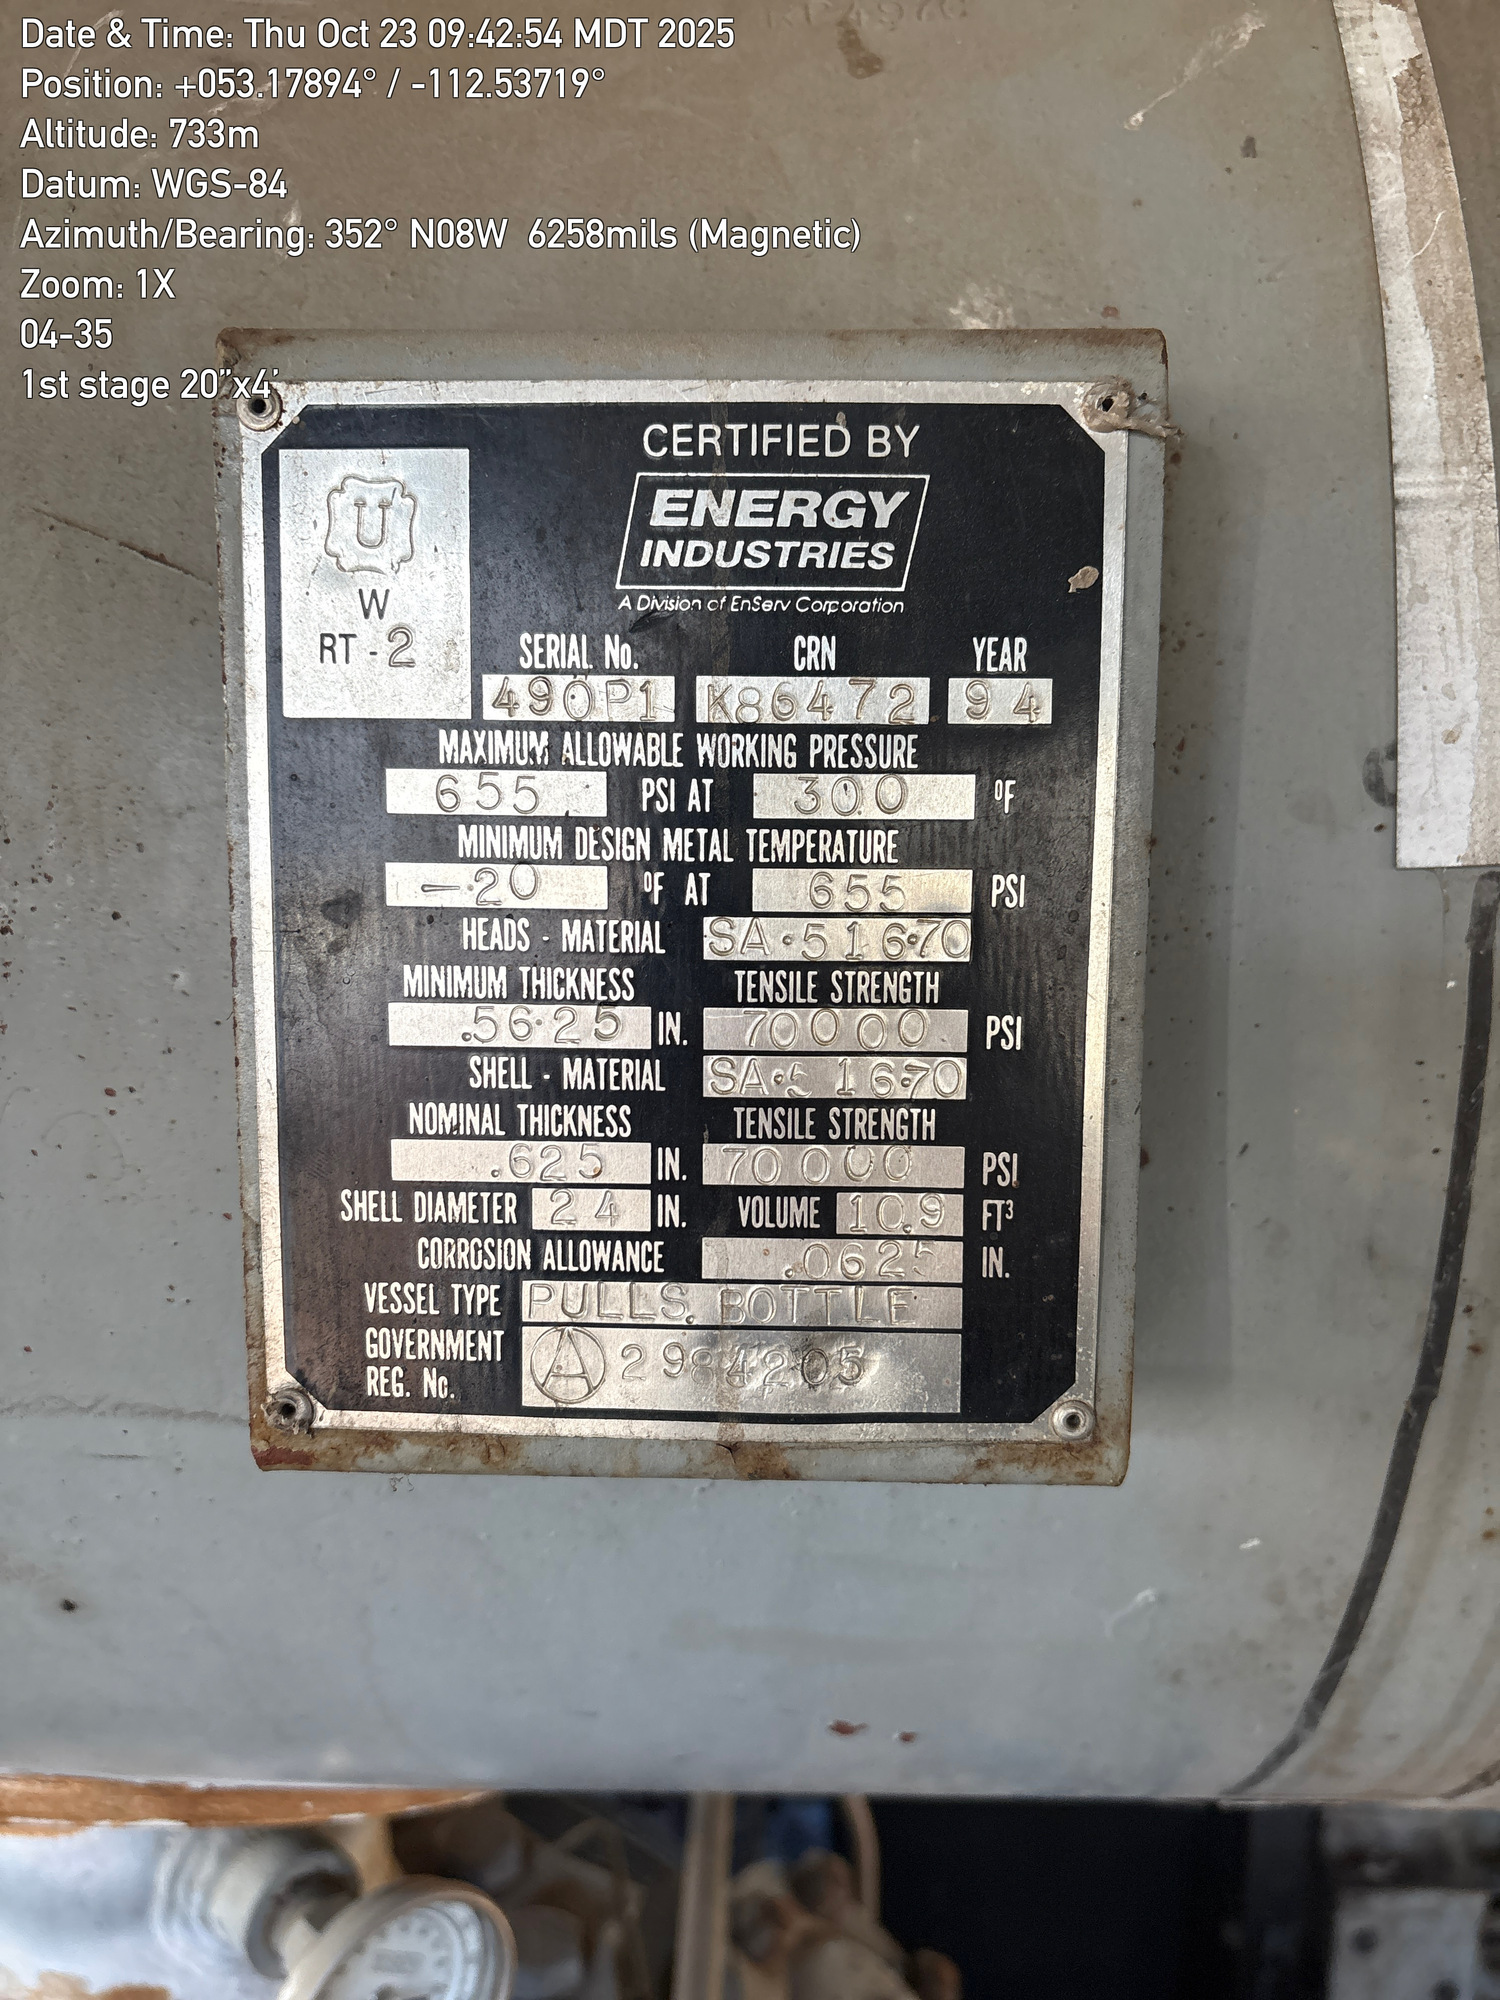 Date & Time: Thu Oct 23 09:42:54 MDT 2025
Position: +053.17894° / -112.53719°
Altitude: 733m
Datum: WGS-84
Azimuth/Bearing: 352° N08W 6258mils (Magnetic)
Zoom: 1X
04-35
1st stage 20"x4'
CERTIFIED BY
ENERGY
INDUSTRIES
A Division of EnServ Corporation
U
W
RT - 2
SERIAL No. CRN YEAR
490P1 K86472 94
MAXIMUM ALLOWABLE WORKING PRESSURE
655 PSI AT 300 °F
MINIMUM DESIGN METAL TEMPERATURE
-20 °F AT 655 PSI
HEADS - MATERIAL SA·516·70
MINIMUM THICKNESS TENSILE STRENGTH
.5625 IN. 70000 PSI
SHELL - MATERIAL SA·516·70
NOMINAL THICKNESS TENSILE STRENGTH
.625 IN. 70000 PSI
SHELL DIAMETER 24 IN. VOLUME 10.9 FT³
CORROSION ALLOWANCE .0625 IN.
VESSEL TYPE PULLS. BOTTLE
GOVERNMENT
REG. No. A 2984205